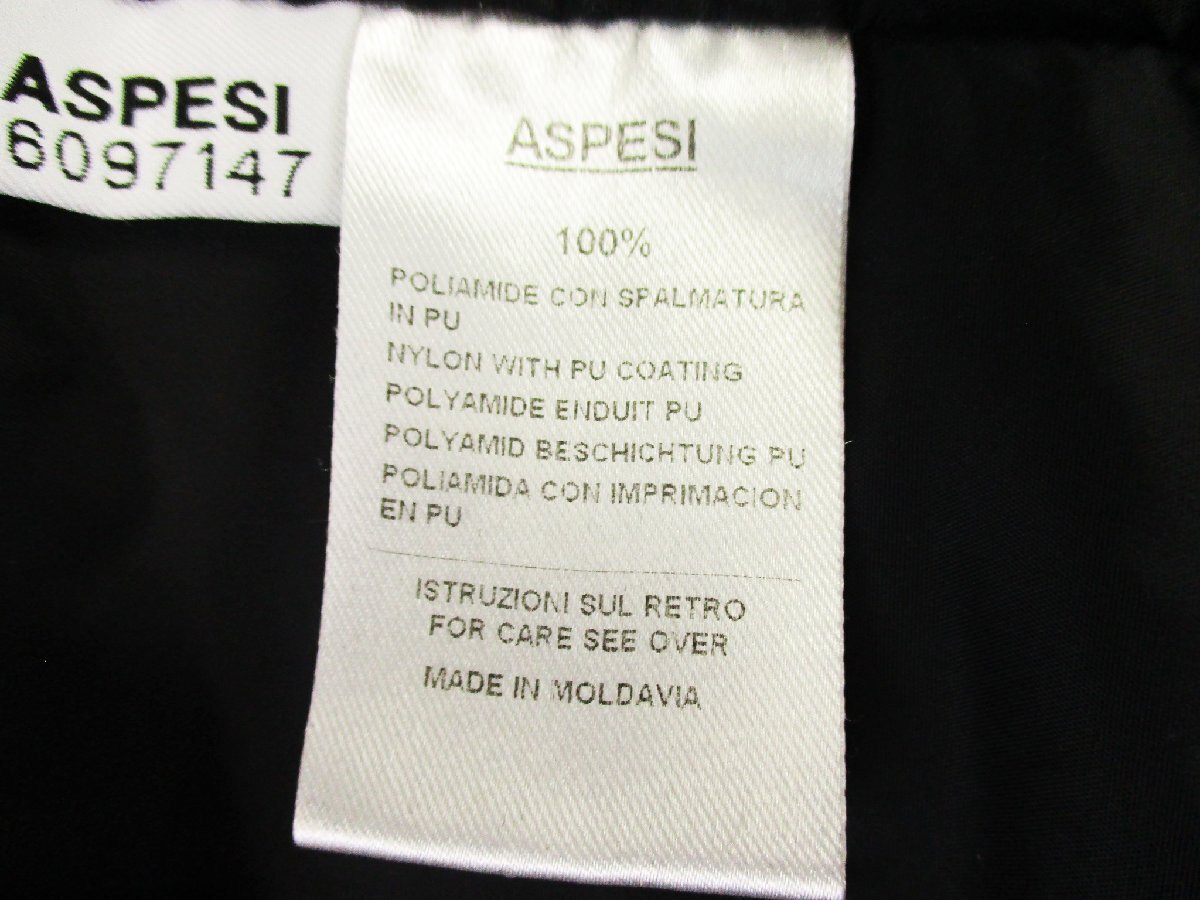 ASPESI
6097147
ASPESI
100%
POLIAMIDE CON SPALMATURA
IN PU
NYLON WITH PU COATING
POLYAMIDE ENDUIT PU
POLYAMID BESCHICHTUNG PU
POLIAMIDA CON IMPRIMACION
EN PU
ISTRUZIONI SUL RETRO
FOR CARE SEE OVER
MADE IN MOLDAVIA